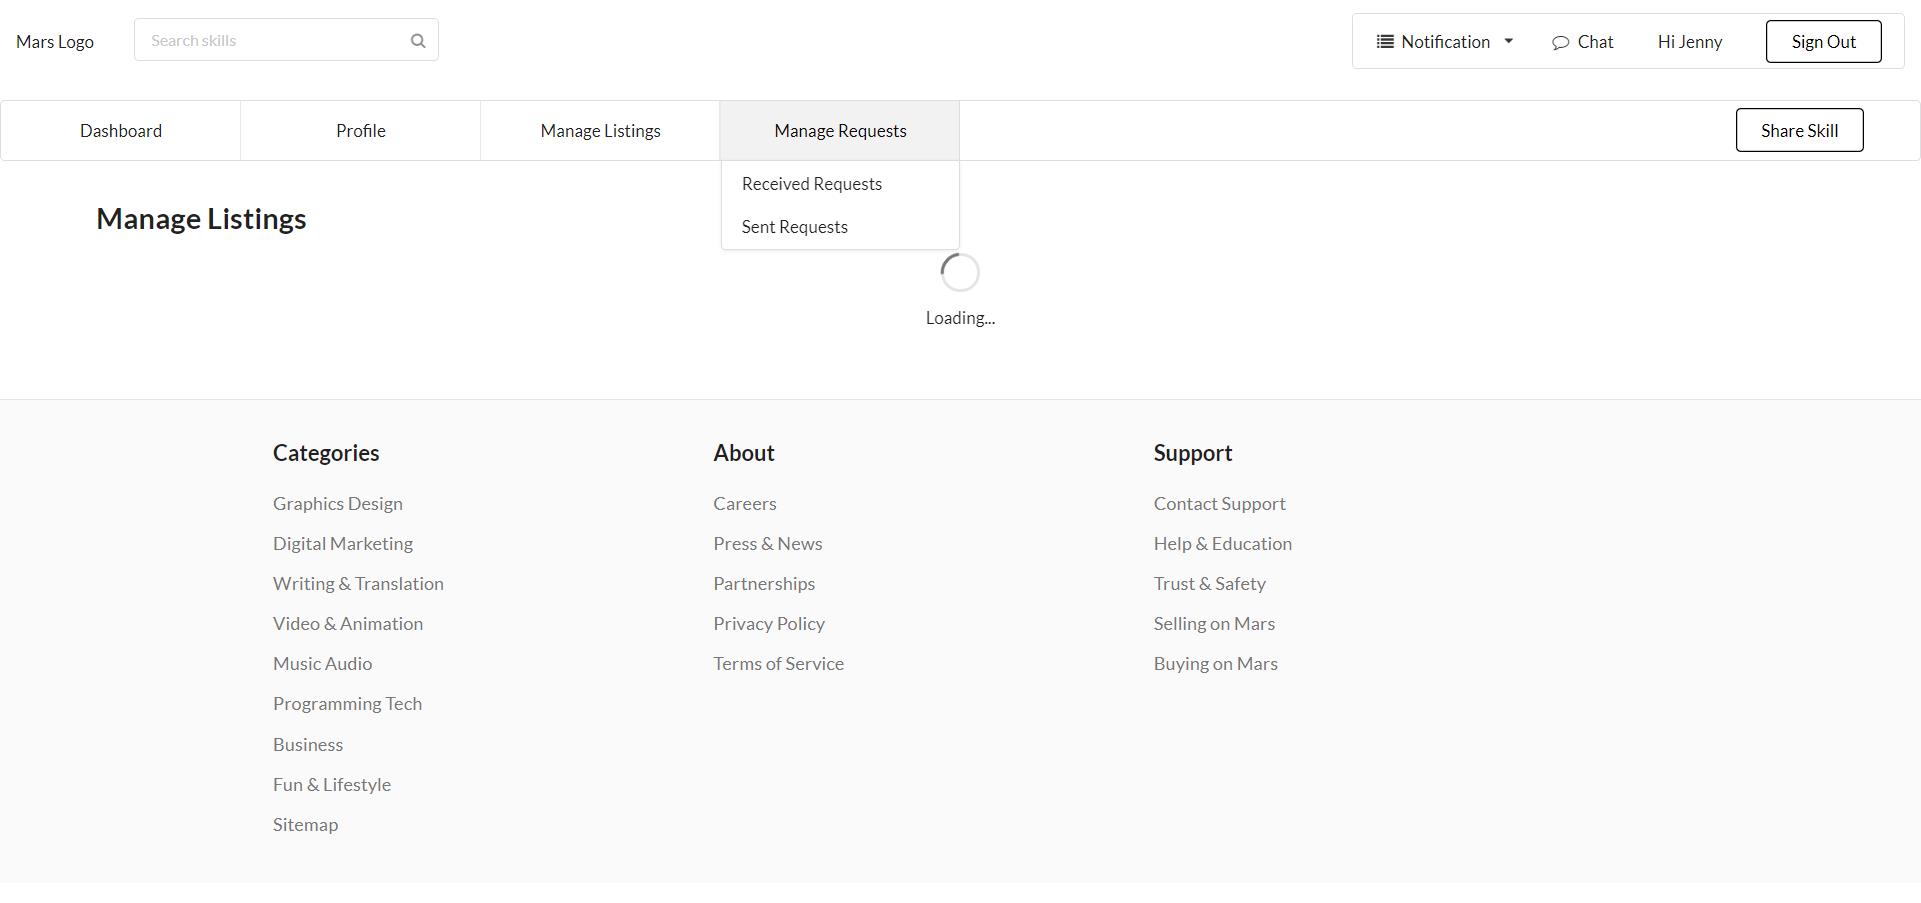 Mars Logo
Search skills
Notification
Chat
Hi Jenny
Sign Out
Dashboard
Profile
Manage Listings
Manage Requests
Share Skill
Received Requests
Sent Requests
Manage Listings
Loading...
Categories
Graphics Design
Digital Marketing
Writing & Translation
Video & Animation
Music Audio
Programming Tech
Business
Fun & Lifestyle
Sitemap
About
Careers
Press & News
Partnerships
Privacy Policy
Terms of Service
Support
Contact Support
Help & Education
Trust & Safety
Selling on Mars
Buying on Mars